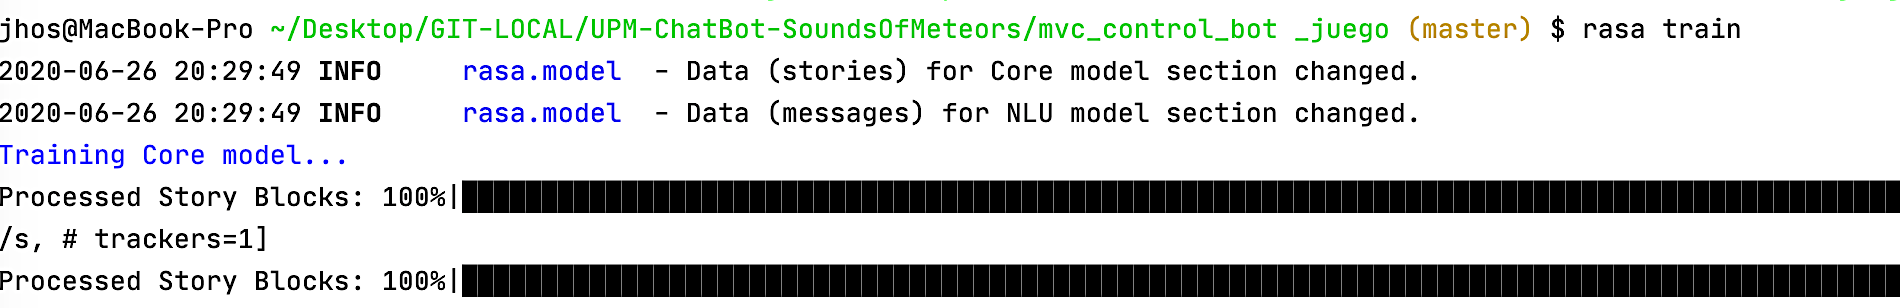 jhos@MacBook-Pro ~/Desktop/GIT-LOCAL/UPM-ChatBot-SoundsOfMeteors/mvc_control_bot _juego (master) $ rasa train
2020-06-26 20:29:49 INFO     rasa.model  - Data (stories) for Core model section changed.
2020-06-26 20:29:49 INFO     rasa.model  - Data (messages) for NLU model section changed.
Training Core model...
Processed Story Blocks: 100%|██████████████████████████████████████████████████████████████████████████████████████████
/s, # trackers=1]
Processed Story Blocks: 100%|██████████████████████████████████████████████████████████████████████████████████████████